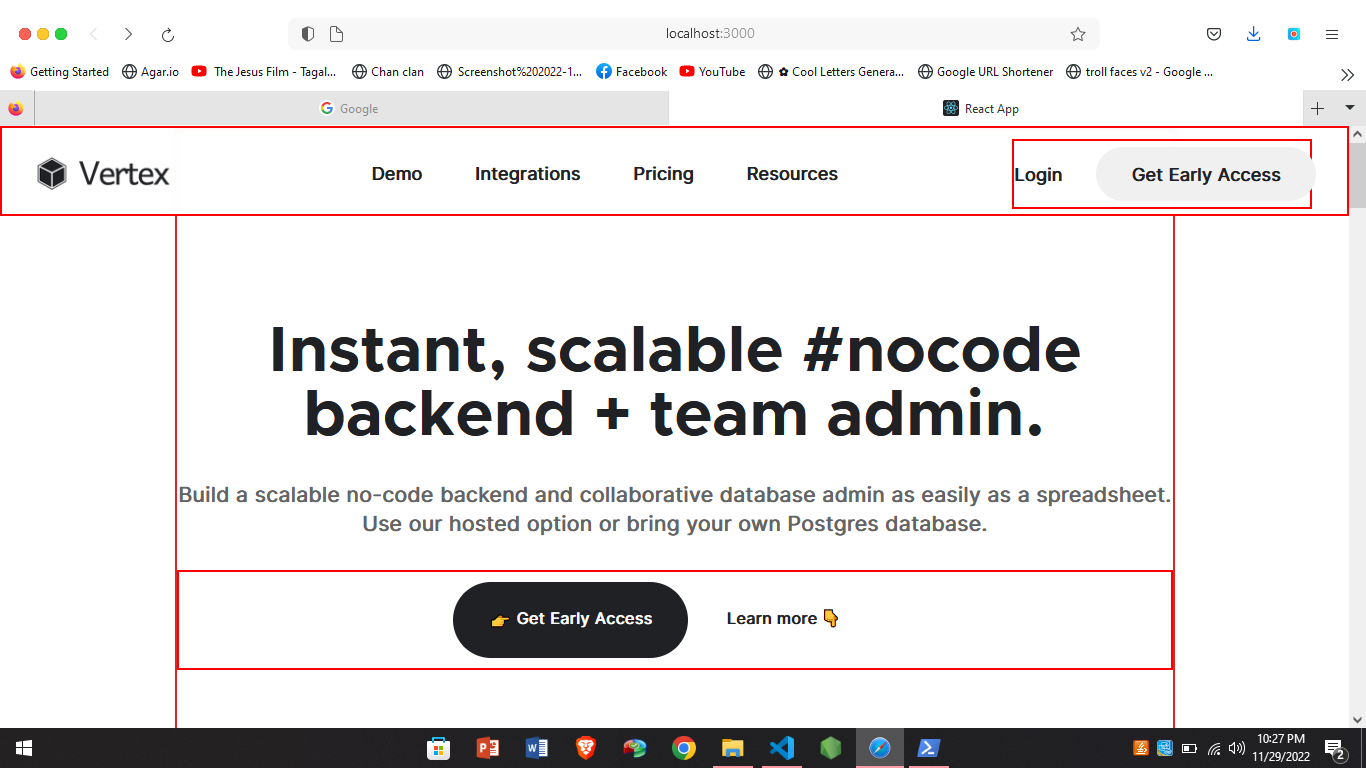 localhost:3000
Getting Started
Agar.io
The Jesus Film - Tagal...
Chan clan
Screenshot%202022-1...
Facebook
YouTube
✿ Cool Letters Genera...
Google URL Shortener
troll faces v2 - Google ...
Google
React App
Vertex
Demo
Integrations
Pricing
Resources
Login
Get Early Access
Instant, scalable #nocode
backend + team admin.
Build a scalable no-code backend and collaborative database admin as easily as a spreadsheet.
Use our hosted option or bring your own Postgres database.
👉 Get Early Access
Learn more 👇
10:27 PM
11/29/2022
2